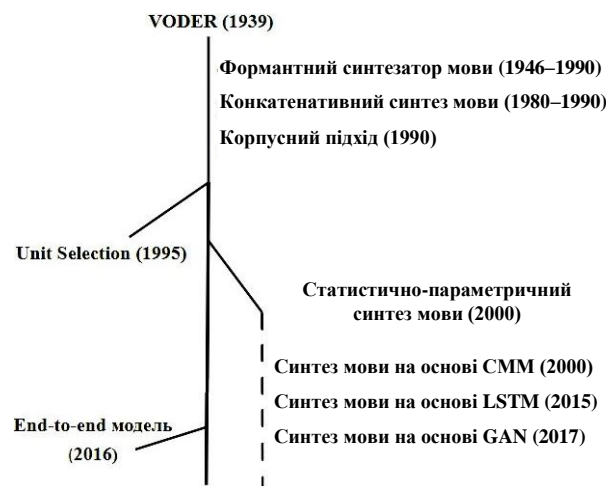 VODER (1939)
Формантний синтезатор мови (1946–1990)
Конкатенативний синтез мови (1980–1990)
Корпусний підхід (1990)
Unit Selection (1995)
Статистично-параметричний
синтез мови (2000)
Синтез мови на основі СММ (2000)
Синтез мови на основі LSTM (2015)
Синтез мови на основі GAN (2017)
End-to-end модель
(2016)